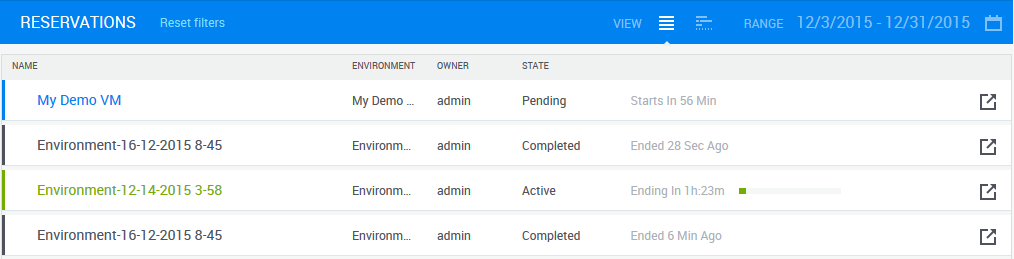 RESERVATIONS Reset filters VIEW RANGE 12/3/2015 - 12/31/2015
NAME ENVIRONMENT OWNER STATE
My Demo VM My Demo ... admin Pending Starts In 56 Min
Environment-16-12-2015 8-45 Environm... admin Completed Ended 28 Sec Ago
Environment-12-14-2015 3-58 Environm... admin Active Ending In 1h:23m
Environment-16-12-2015 8-45 Environm... admin Completed Ended 6 Min Ago